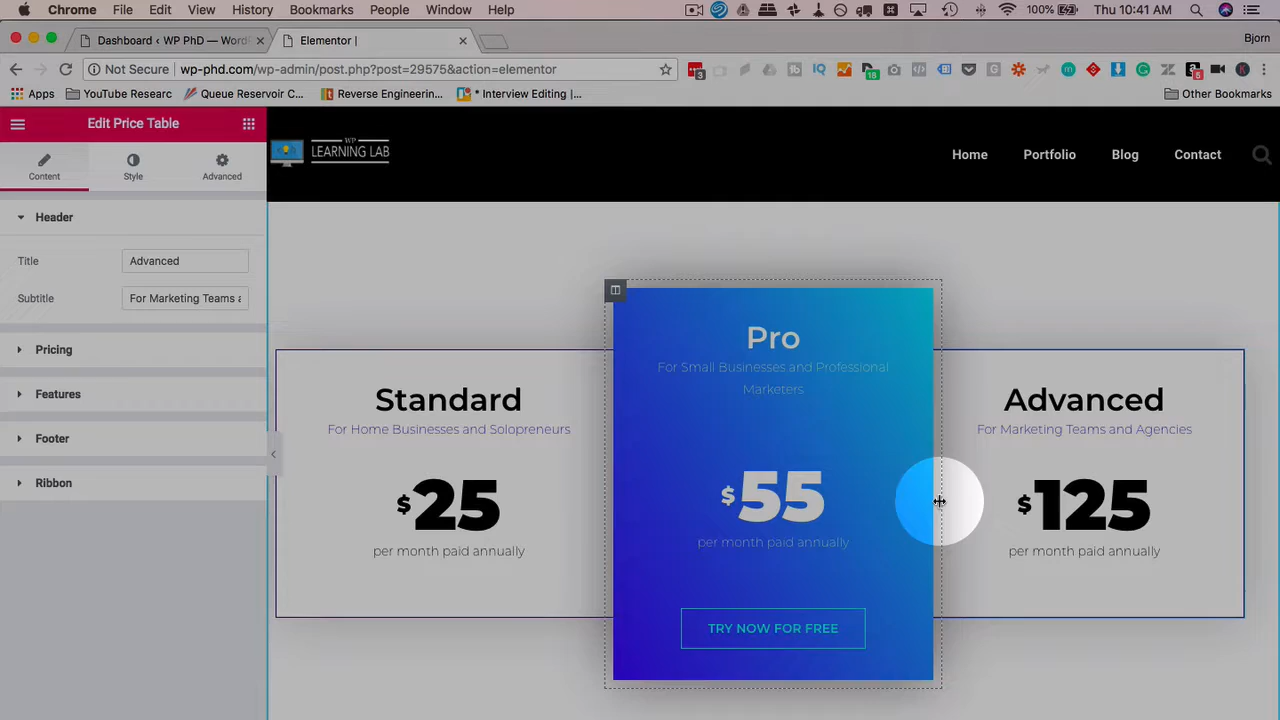 Chrome File Edit View History Bookmarks People Window Help 100% Thu 10:41 AM
Dashboard ‹ WP PhD — Word Elementor | Bjorn
Not Secure wp-phd.com/wp-admin/post.php?post=29575&action=elementor
Apps YouTube Researc Queue Reservoir C... Reverse Engineerin... * Interview Editing |... Other Bookmarks
Edit Price Table
Content Style Advanced
Header
Title Advanced
Subtitle For Marketing Teams a
Pricing
Features
Footer
Ribbon
WP
LEARNING LAB
Home Portfolio Blog Contact
Standard
For Home Businesses and Solopreneurs
$25
per month paid annually
Pro
For Small Businesses and Professional
Marketers
$55
per month paid annually
TRY NOW FOR FREE
Advanced
For Marketing Teams and Agencies
$125
per month paid annually